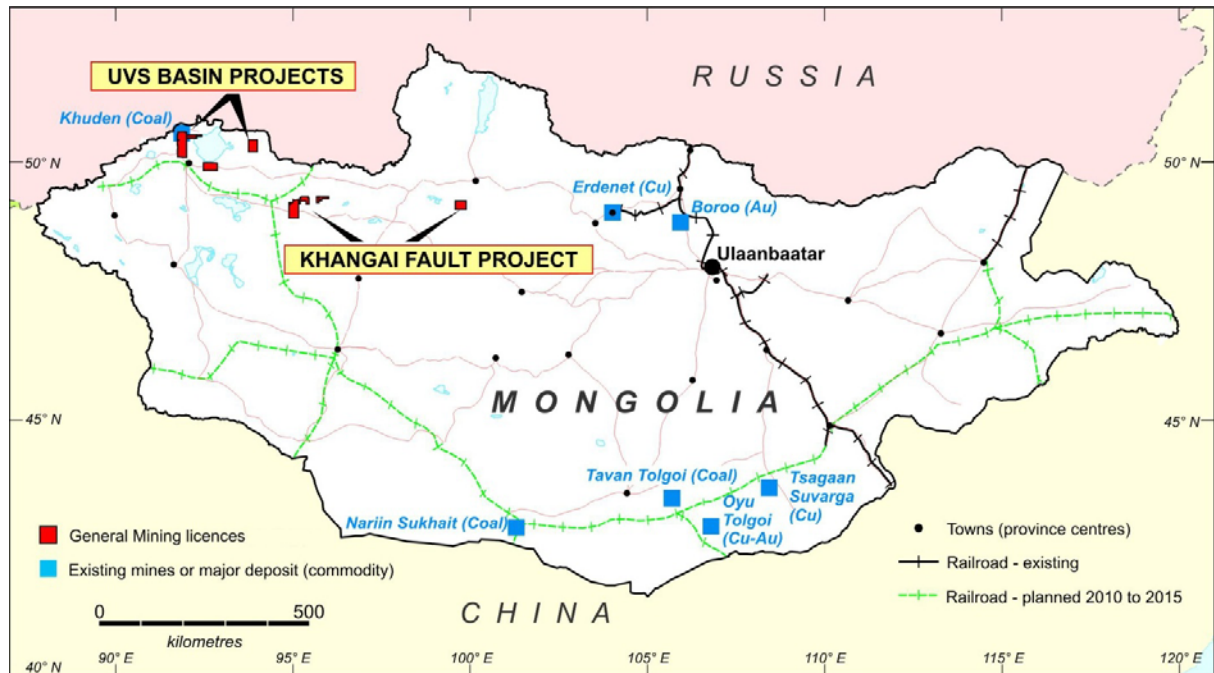 RUSSIA
UVS BASIN PROJECTS
Khuden (Coal)
50° N
50° N
Erdenet (Cu)
Boroo (Au)
KHANGAI FAULT PROJECT
Ulaanbaatar
MONGOLIA
45° N
45° N
Tavan Tolgoi (Coal)
Tsagaan
Suvarga
(Cu)
Oyu
Tolgoi
(Cu-Au)
Nariin Sukhait (Coal)
General Mining licences
Existing mines or major deposit (commodity)
Towns (province centres)
Railroad - existing
Railroad - planned 2010 to 2015
0 500
kilometres
CHINA
40° N
90° E
95° E
100° E
105° E
110° E
115° E
120° E